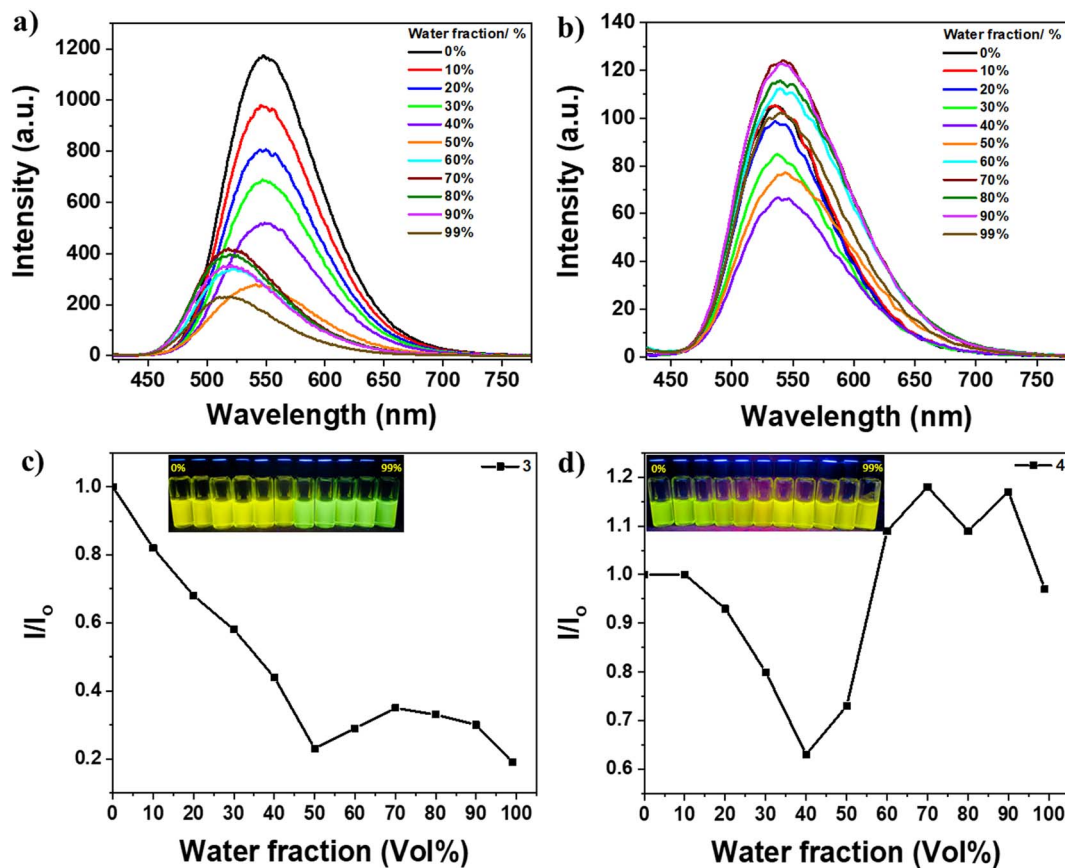 a)
Intensity (a.u.)
1200
1000
800
600
400
200
0
450 500 550 600 650 700 750
Wavelength (nm)
Water fraction/ %
0%
10%
20%
30%
40%
50%
60%
70%
80%
90%
99%
b)
Intensity (a.u.)
140
120
100
80
60
40
20
0
450 500 550 600 650 700 750
Wavelength (nm)
Water fraction/ %
0%
10%
20%
30%
40%
50%
60%
70%
80%
90%
99%
c)
I/Io
1.0
0.8
0.6
0.4
0.2
0 10 20 30 40 50 60 70 80 90 100
Water fraction (Vol%)
0% 99%
3
d)
I/Io
1.2
1.1
1.0
0.9
0.8
0.7
0.6
0 10 20 30 40 50 60 70 80 90 100
Water fraction (Vol%)
0% 99%
4